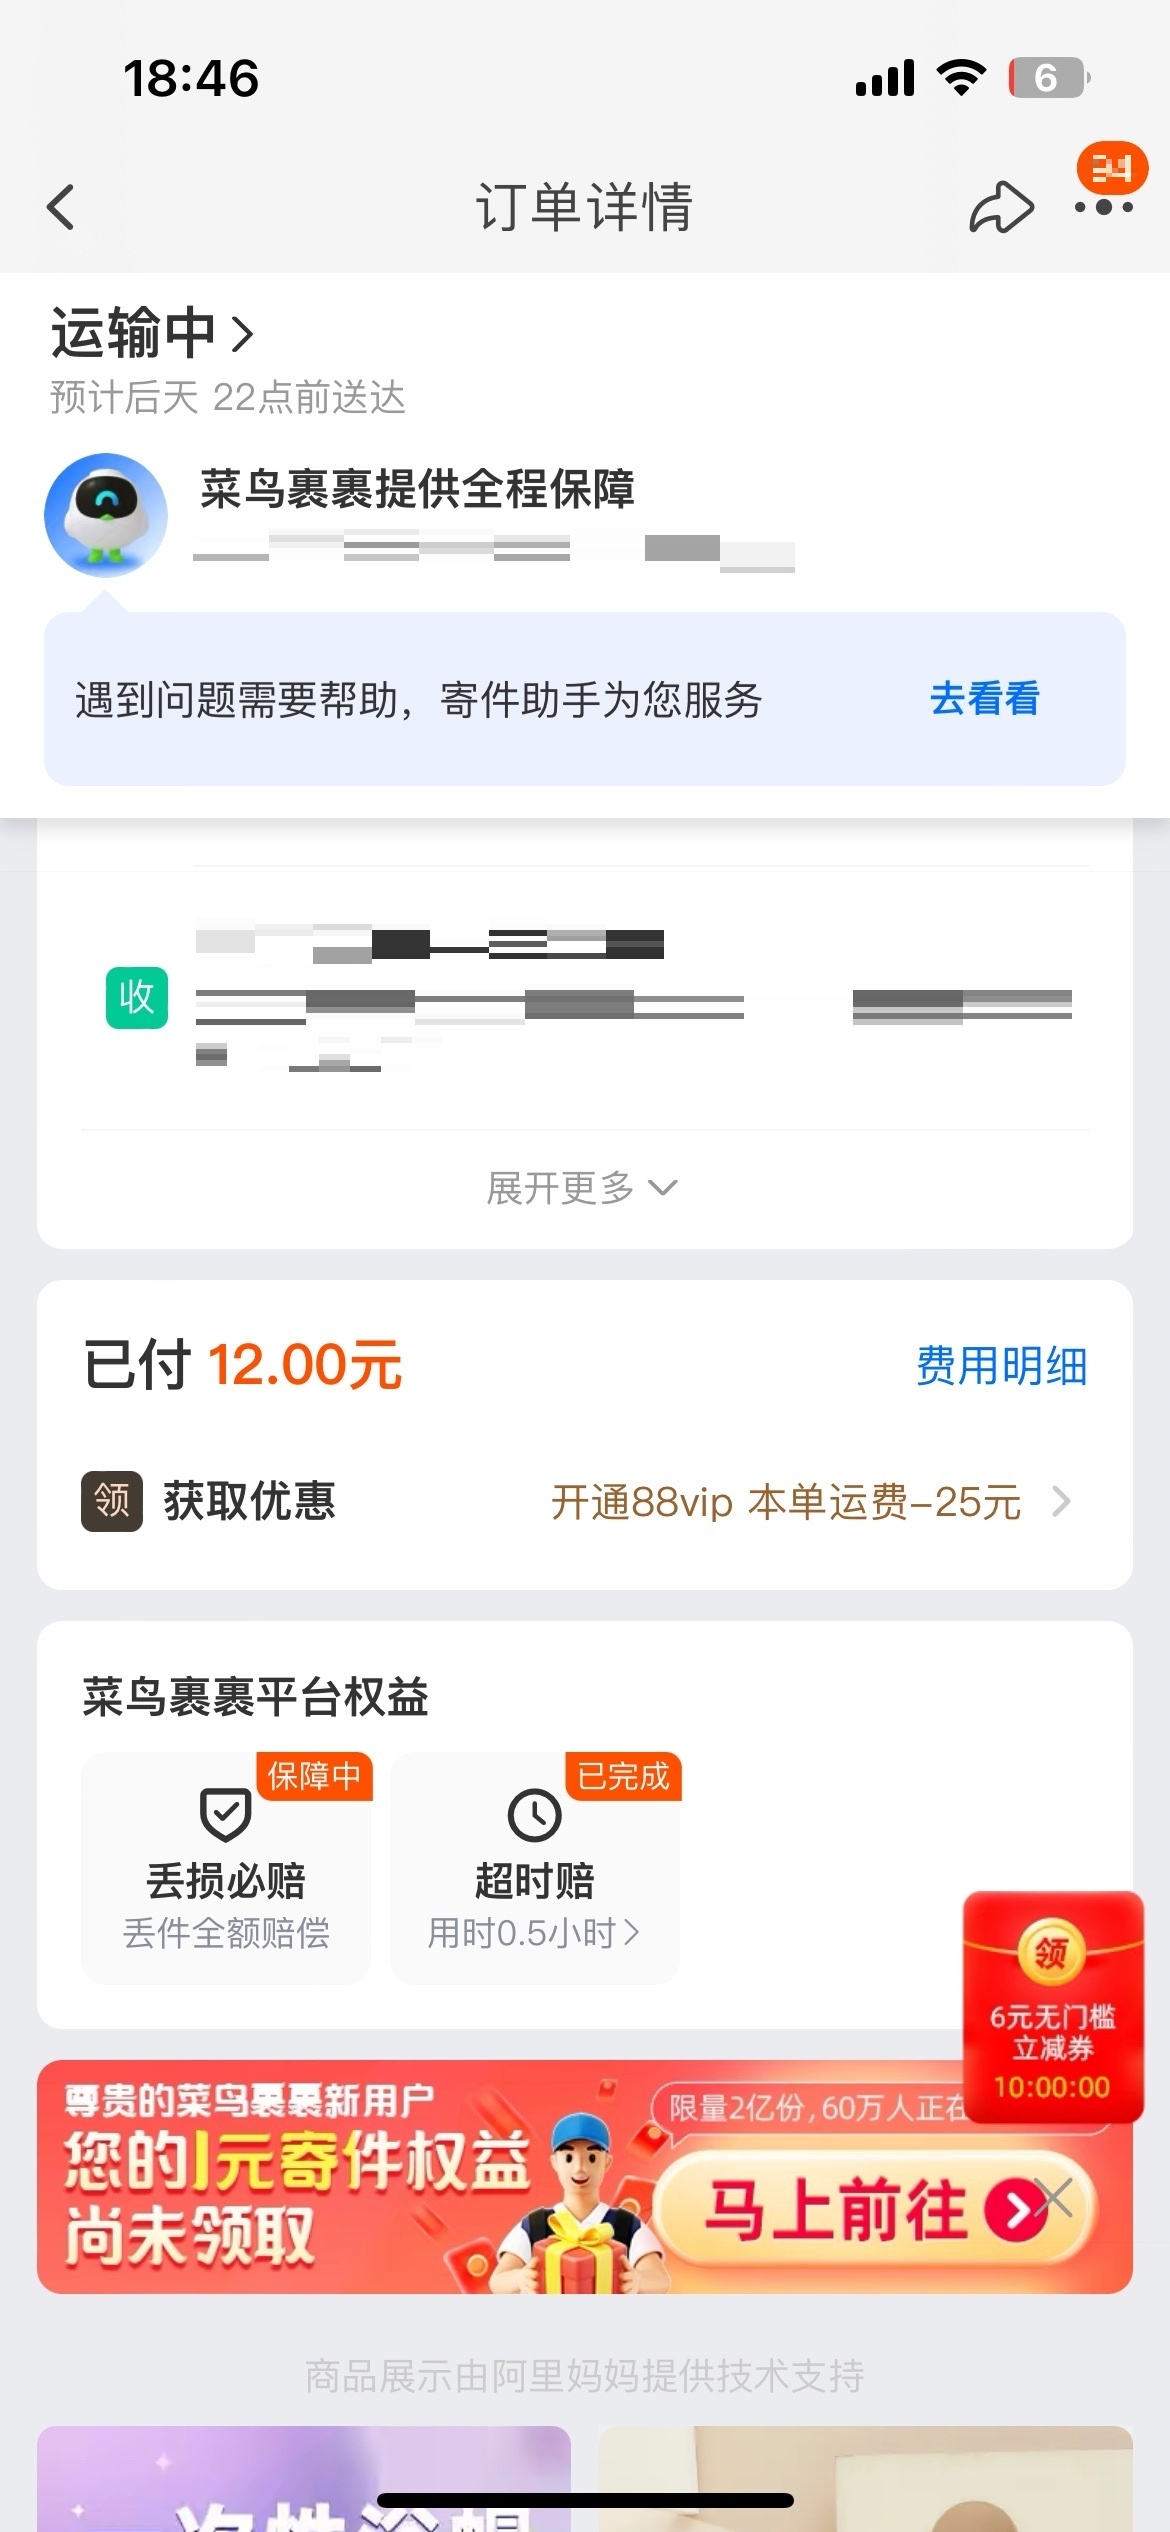 18:46
6
订单详情
运输中
预计后天 22点前送达
菜鸟裹裹提供全程保障
遇到问题需要帮助，寄件助手为您服务
去看看
收
展开更多
已付 12.00元
费用明细
领 获取优惠
开通88vip 本单运费-25元
菜鸟裹裹平台权益
保障中
丢损必赔
丢件全额赔偿
已完成
超时赔
用时0.5小时
领
6元无门槛
立减券
10:00:00
尊贵的菜鸟裹裹新用户
您的1元寄件权益
尚未领取
限量2亿份,60万人正在
马上前往
商品展示由阿里妈妈提供技术支持